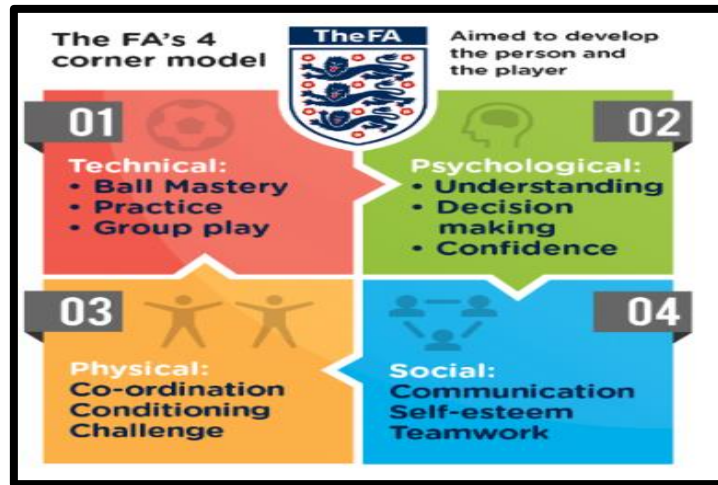 The FA's 4
corner model
TheFA
Aimed to develop
the person and
the player
01
Technical:
• Ball Mastery
• Practice
• Group play
02
Psychological:
• Understanding
• Decision
making
• Confidence
03
Physical:
Co-ordination
Conditioning
Challenge
04
Social:
Communication
Self-esteem
Teamwork